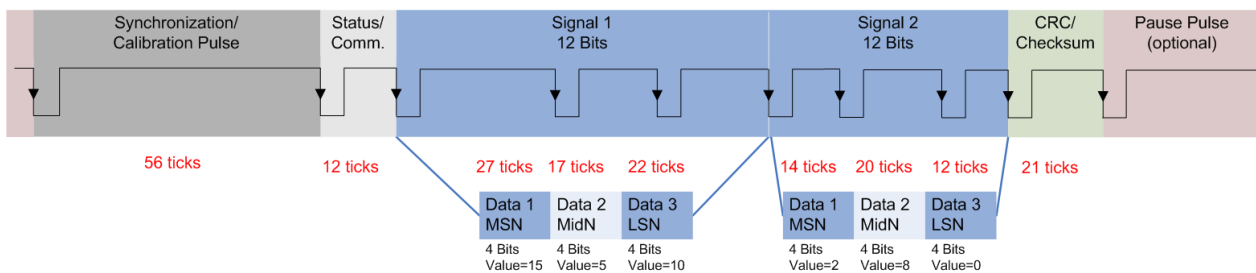 Synchronization/
Calibration Pulse
Status/
Comm.
Signal 1
12 Bits
Signal 2
12 Bits
CRC/
Checksum
Pause Pulse
(optional)
56 ticks
12 ticks
27 ticks
17 ticks
22 ticks
14 ticks
20 ticks
12 ticks
21 ticks
Data 1
MSN
Data 2
MidN
Data 3
LSN
Data 1
MSN
Data 2
MidN
Data 3
LSN
4 Bits
Value=15
4 Bits
Value=5
4 Bits
Value=10
4 Bits
Value=2
4 Bits
Value=8
4 Bits
Value=0